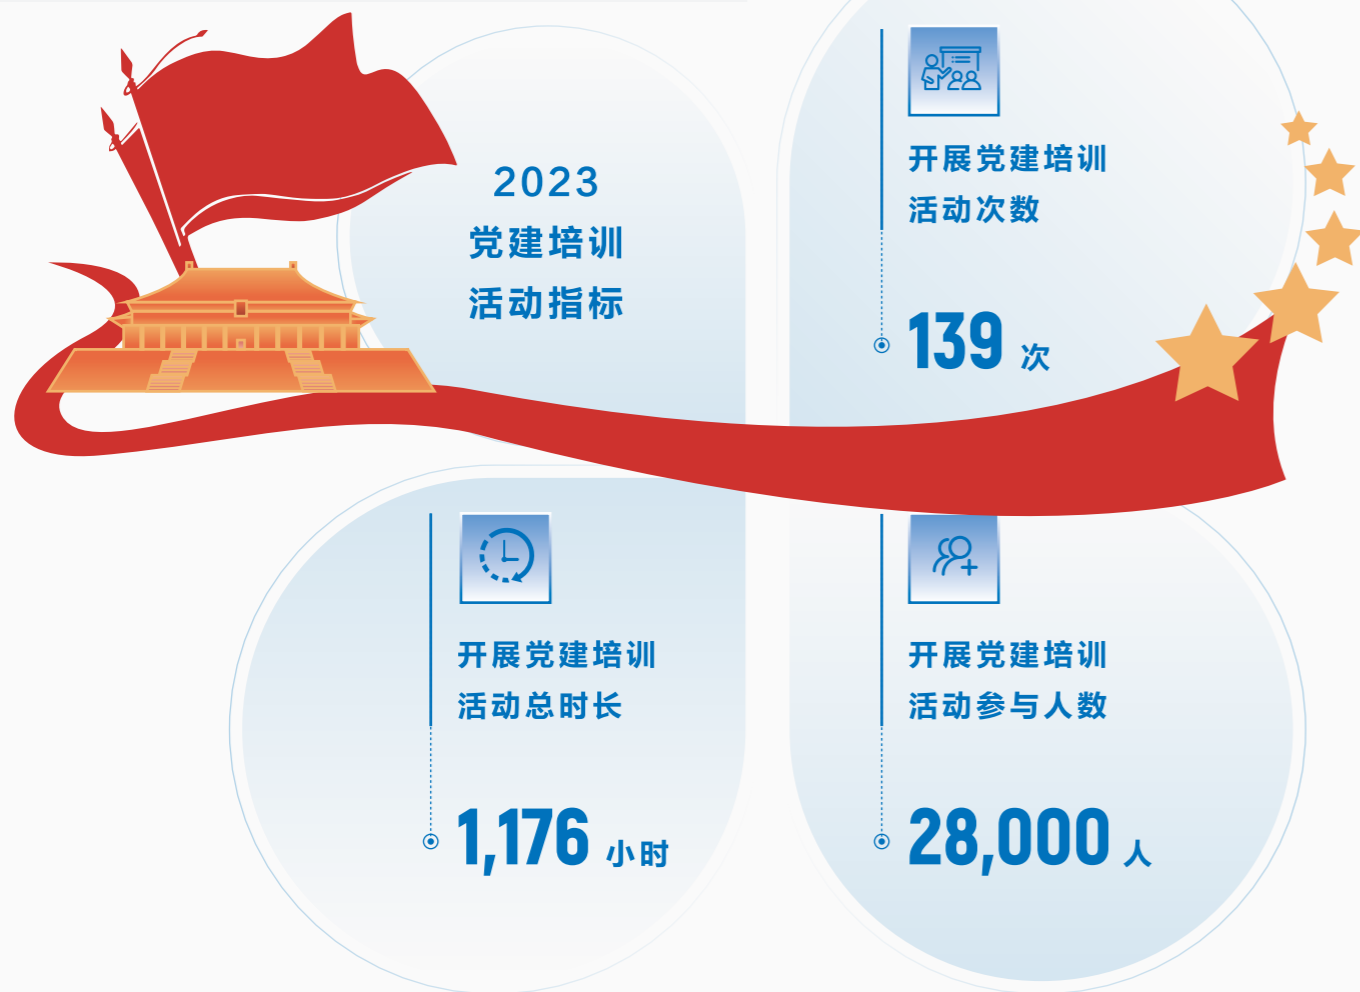 2023
党建培训
活动指标
开展党建培训
活动次数
139 次
开展党建培训
活动总时长
1,176 小时
开展党建培训
活动参与人数
28,000 人